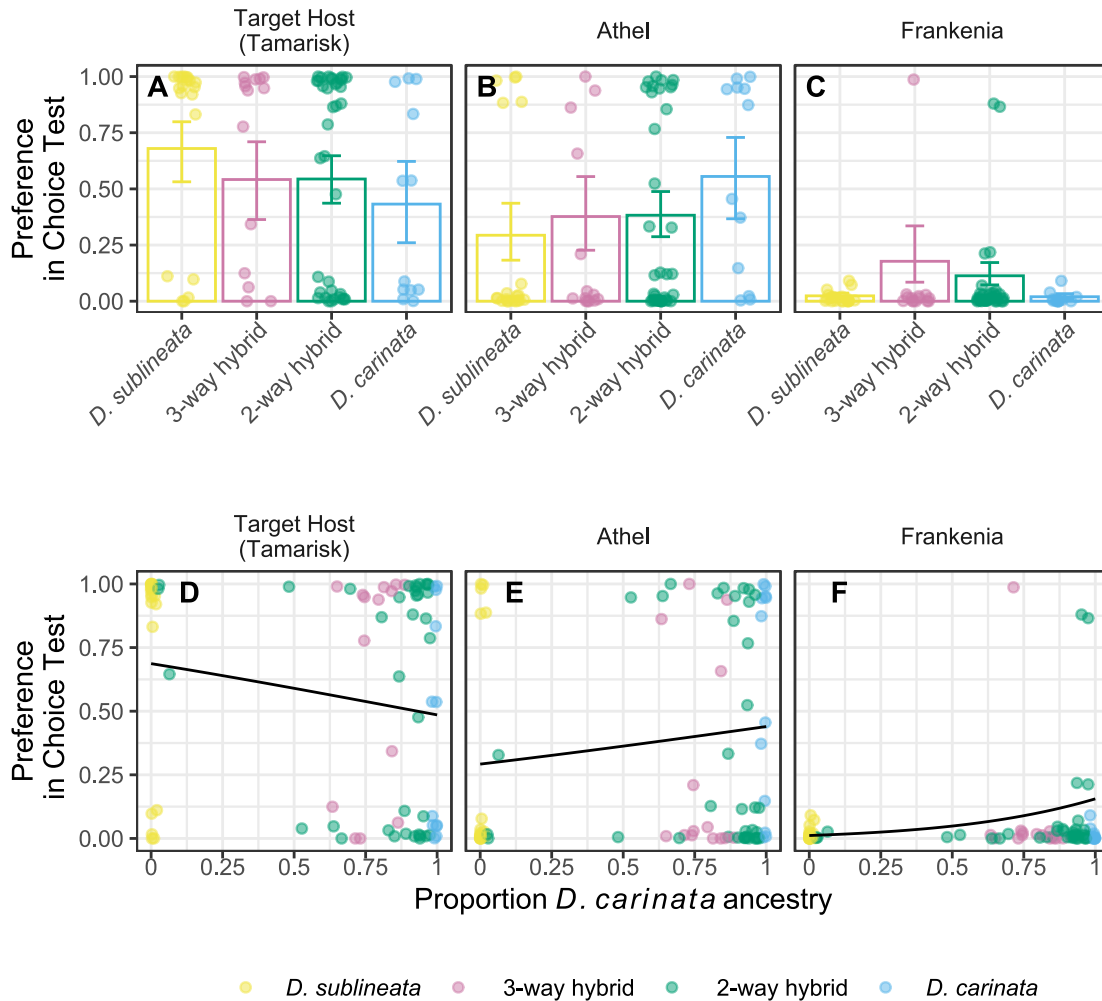 Target Host
(Tamarisk)
Athel
Frankenia
Preference
in Choice Test
1.00
0.75
0.50
0.25
0.00
A
B
C
D. sublineata
3-way hybrid
2-way hybrid
D. carinata
D. sublineata
3-way hybrid
2-way hybrid
D. carinata
D. sublineata
3-way hybrid
2-way hybrid
D. carinata
Target Host
(Tamarisk)
Athel
Frankenia
Preference
in Choice Test
1.00
0.75
0.50
0.25
0.00
D
E
F
0 0.25 0.5 0.75 1
0 0.25 0.5 0.75 1
0 0.25 0.5 0.75 1
Proportion D. carinata ancestry
D. sublineata 3-way hybrid 2-way hybrid D. carinata